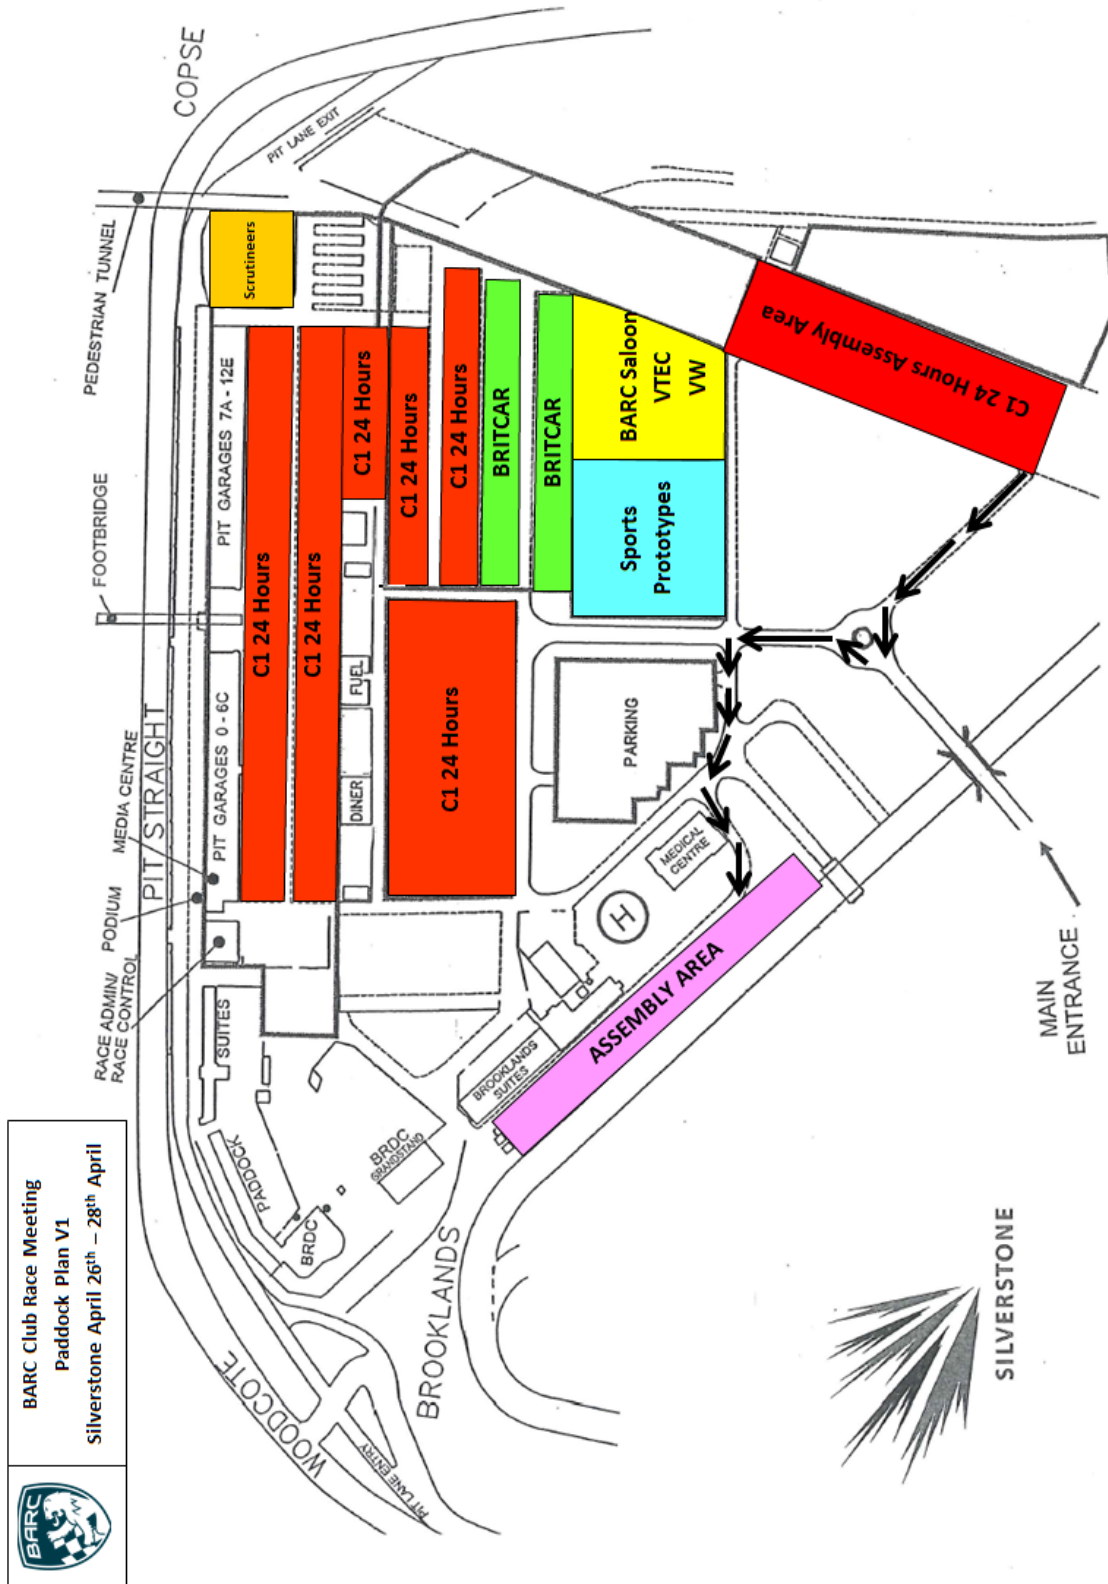 BARC
BARC Club Race Meeting
Paddock Plan V1
Silverstone April 26th – 28th April
WOODCOTE
PIT LANE ENTRY
BROOKLANDS
BRDC
PADDOCK
SUITES
BRDC
GRANDSTAND
BROOKLANDS
SUITES
RACE ADMIN/
RACE CONTROL
PODIUM
MEDIA CENTRE
PIT STRAIGHT
FOOTBRIDGE
PEDESTRIAN TUNNEL
COPSE
PIT LANE EXIT
PIT GARAGES 0 - 6C
PIT GARAGES 7A - 12E
Scrutineers
C1 24 Hours
C1 24 Hours
DINER
FUEL
C1 24 Hours
C1 24 Hours
C1 24 Hours
C1 24 Hours
BRITCAR
BRITCAR
Sports
Prototypes
BARC Saloon
VTEC
VW
PARKING
MEDICAL
CENTRE
H
ASSEMBLY AREA
C1 24 Hours Assembly Area
MAIN
ENTRANCE
SILVERSTONE